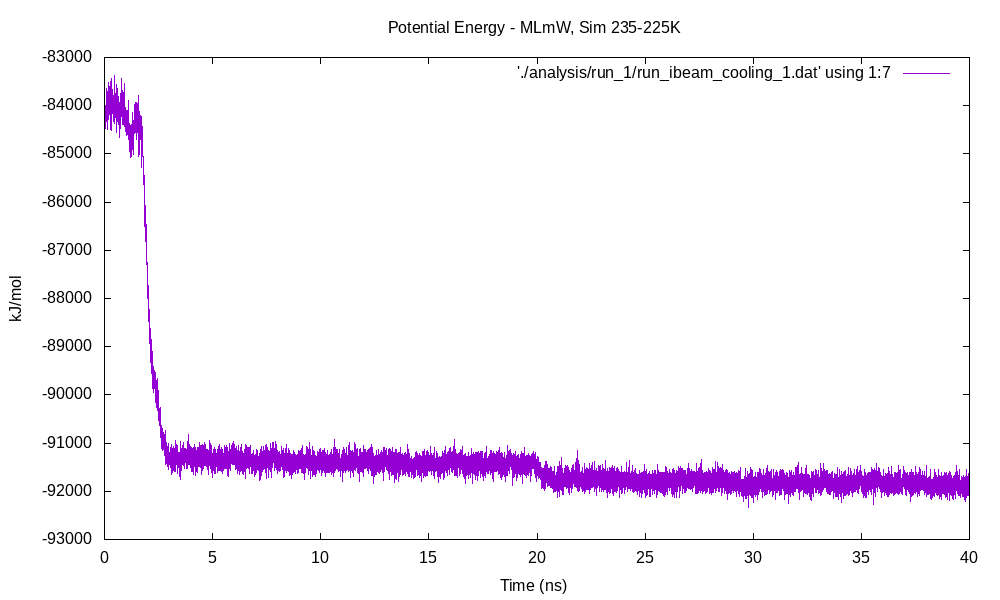 Potential Energy - MLmW, Sim 235-225K
'./analysis/run_1/run_ibeam_cooling_1.dat' using 1:7
-83000
-84000
-85000
-86000
-87000
-88000
-89000
-90000
-91000
-92000
-93000
kJ/mol
0 5 10 15 20 25 30 35 40
Time (ns)